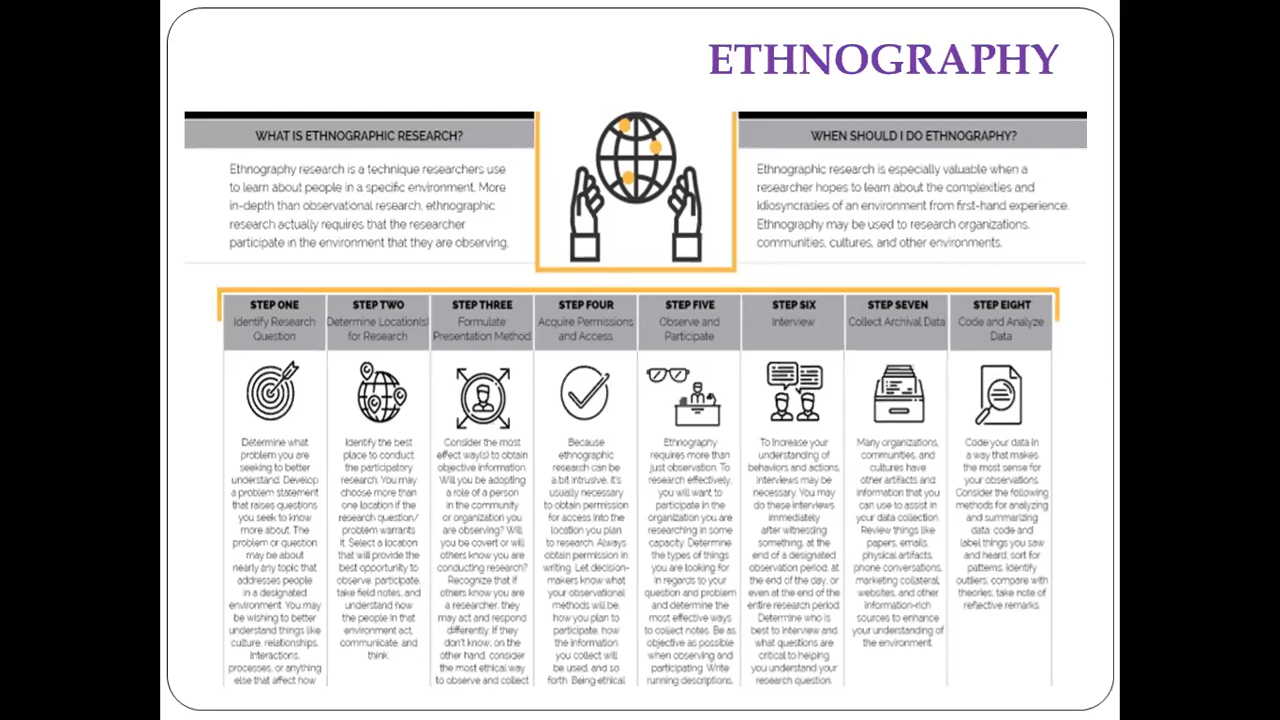 ETHNOGRAPHY
WHAT IS ETHNOGRAPHIC RESEARCH?
Ethnography research is a technique researchers use
to learn about people in a specific environment. More
in-depth than observational research, ethnographic
research actually requires that the researcher
participate in the environment that they are observing.
WHEN SHOULD I DO ETHNOGRAPHY?
Ethnographic research is especially valuable when a
researcher hopes to learn about the complexities and
idiosyncrasies of an environment from first-hand experience.
Ethnography may be used to research organizations,
communities, cultures, and other environments.
STEP ONE
Identify Research
Question
Determine what
problem you are
seeking to better
understand. Develop
a problem statement
that raises questions
you seek to know
more about. The
problem or question
may be about
nearly any topic that
addresses people
in a designated
environment. You may
be wishing to better
understand things like
culture, relationships,
interactions,
processes, or anything
else that affect how
STEP TWO
Determine Location(s)
for Research
Identify the best
place to conduct
the participatory
research. You may
choose more than
one location if the
research question/
problem warrants
it. Select a location
that will provide the
best opportunity to
observe, participate,
take field notes, and
understand how
the people in that
environment act,
communicate, and
think.
STEP THREE
Formulate
Presentation Method
Consider the most
effect way(s) to obtain
objective information.
Will you be adopting
a role of a person
in the community
or organization you
are observing? Will
you be covert or will
others know you are
conducting research?
Recognize that if
others know you are
a researcher, they
may act and respond
differently. If they
don't know, on the
other hand, consider
the most ethical way
to observe and collect
STEP FOUR
Acquire Permissions
and Access
Because
ethnographic
research can be
a bit intrusive, it's
usually necessary
to obtain permission
for access into the
location you plan
to research. Always
obtain permission in
writing. Let decision-
makers know what
your observational
methods will be,
how you plan to
participate, how
the information
you collect will
be used, and so
forth. Being ethical
STEP FIVE
Observe and
Participate
Ethnography
requires more than
just observation. To
research effectively,
you will want to
participate in the
organization you are
researching in some
capacity. Determine
the types of things
you are looking for
in regards to your
question and problem
and determine the
most effective ways
to collect notes. Be as
objective as possible
when observing and
participating. Write
running descriptions,
STEP SIX
Interview
To increase your
understanding of
behaviors and actions,
interviews may be
necessary. You may
do these interviews
immediately
after witnessing
something, at the
end of a designated
observation period, at
the end of the day, or
even at the end of the
entire research period.
Determine who is
best to interview and
what questions are
critical to helping
you understand your
research question.
STEP SEVEN
Collect Archival Data
Many organizations,
communities, and
cultures have
other artifacts and
information that you
can use to assist in
your data collection.
Review things like
papers, emails,
physical artifacts,
phone conversations,
marketing collateral,
websites, and other
information-rich
sources to enhance
your understanding of
the environment.
STEP EIGHT
Code and Analyze
Data
Code your data in
a way that makes
the most sense for
your observations.
Consider the following
methods for analyzing
and summarizing
data: code and
label things you saw
and heard, sort for
patterns, identify
outliers, compare with
theories, take note of
reflective remarks.